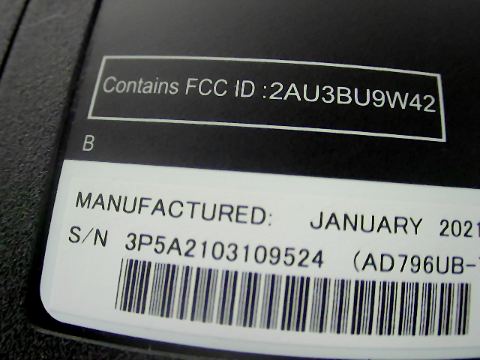 Contains FCC ID :2AU3BU9W42
B
MANUFACTURED: JANUARY 2021
S/N 3P5A2103109524 (AD796UB-